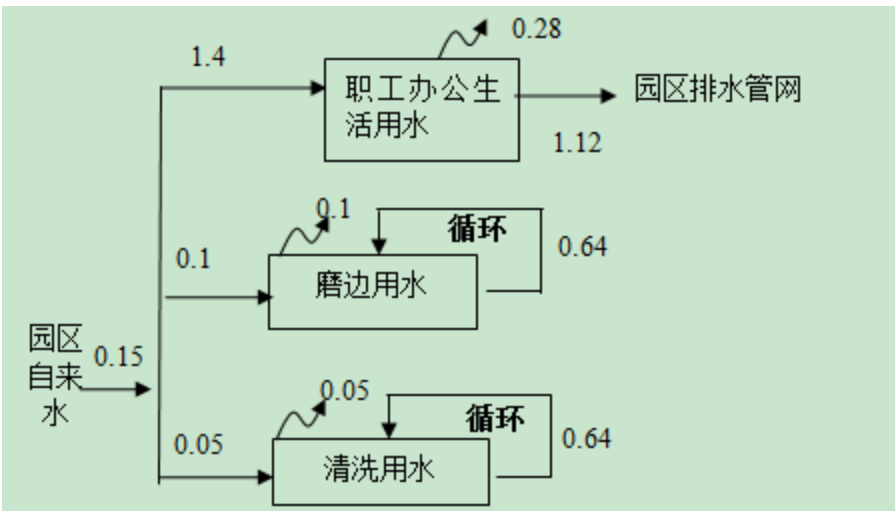 0.28
1.4
职工办公生
活用水
园区排水管网
1.12
0.1
循环
0.64
0.1
磨边用水
园区
自来
水
0.15
0.05
循环
0.64
0.05
清洗用水